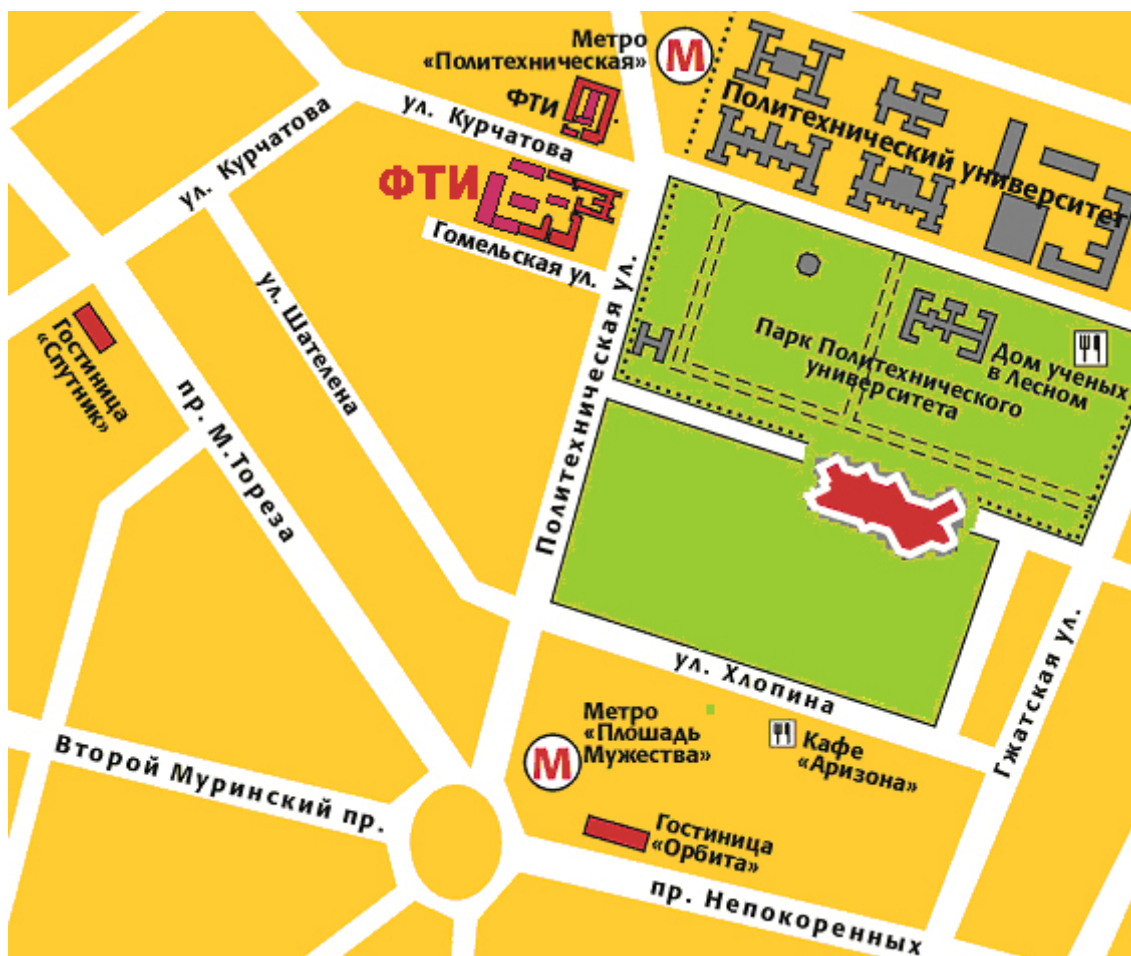 Метро
«Политехническая»
М
ФТИ
ул. Курчатова
Политехнический университет
ул. Курчатова
ФТИ
Гомельская ул.
ул. Шателена
Политехническая ул.
Гостиница
«Спутник»
Дом ученых
в Лесном
Парк Политехнического
университета
пр. М.Тореза
ул. Хлопина
Гжатская ул.
Метро
«Плошадь
Мужества»
М
Кафе
«Аризона»
Второй Муринский пр.
Гостиница
«Орбита»
пр. Непокоренных